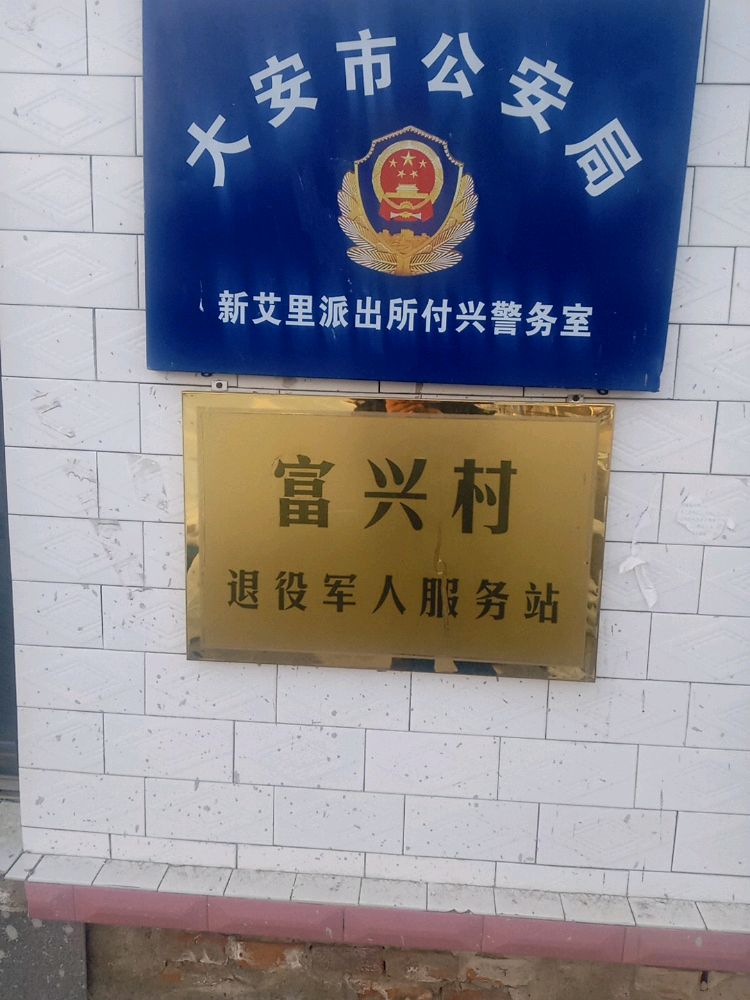 大安市公安局
新艾里派出所付兴警务室
富兴村
退役军人服务站